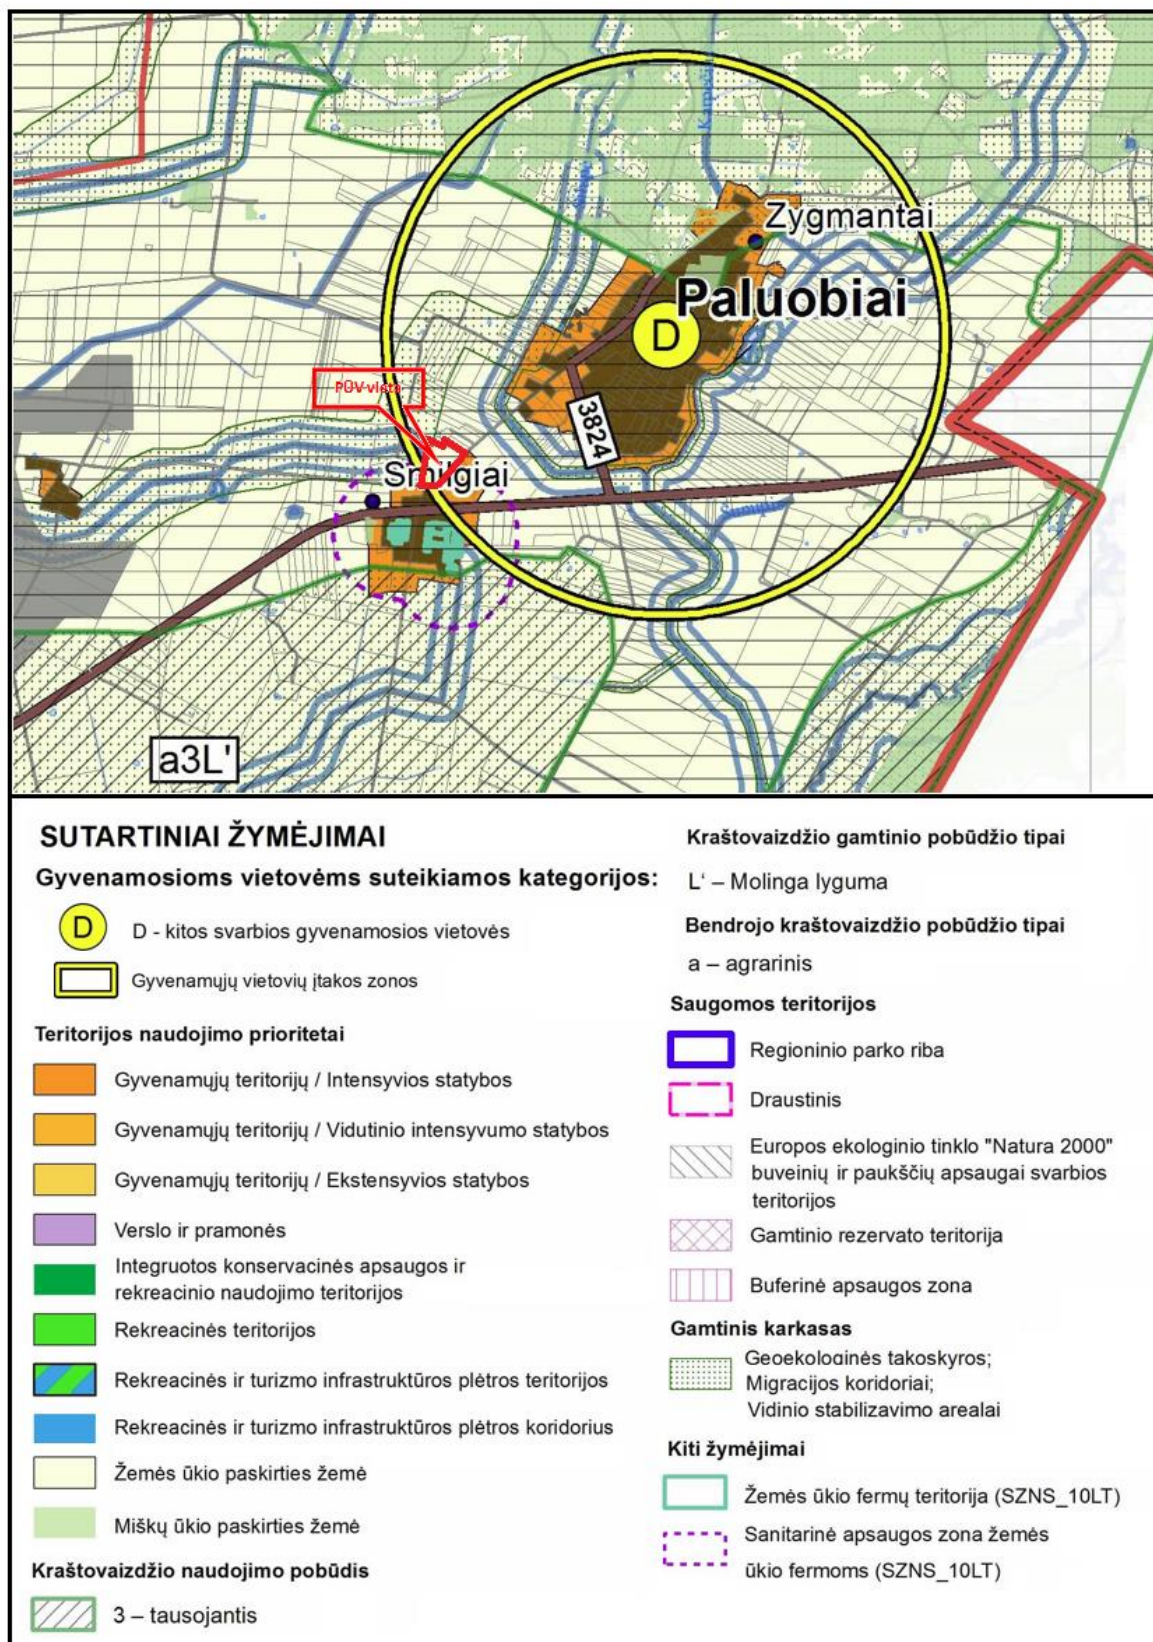 Zygmantai
Paluobiai
D
PŪV vieta
3824
Smilgiai
a3L'
SUTARTINIAI ŽYMĖJIMAI
Gyvenamosioms vietovėms suteikiamos kategorijos:
D
D - kitos svarbios gyvenamosios vietovės
Gyvenamųjų vietovių įtakos zonos
Teritorijos naudojimo prioritetai
Gyvenamųjų teritorijų / Intensyvios statybos
Gyvenamųjų teritorijų / Vidutinio intensyvumo statybos
Gyvenamųjų teritorijų / Ekstensyvios statybos
Verslo ir pramonės
Integruotos konservacinės apsaugos ir
rekreacinio naudojimo teritorijos
Rekreacinės teritorijos
Rekreacinės ir turizmo infrastruktūros plėtros teritorijos
Rekreacinės ir turizmo infrastruktūros plėtros koridorius
Žemės ūkio paskirties žemė
Miškų ūkio paskirties žemė
Kraštovaizdžio naudojimo pobūdis
3 – tausojantis
Kraštovaizdžio gamtinio pobūdžio tipai
L‘ – Molinga lyguma
Bendrojo kraštovaizdžio pobūdžio tipai
a – agrarinis
Saugomos teritorijos
Regioninio parko riba
Draustinis
Europos ekologinio tinklo "Natura 2000"
buveinių ir paukščių apsaugai svarbios
teritorijos
Gamtinio rezervato teritorija
Buferinė apsaugos zona
Gamtinis karkasas
Geoekologinės takoskyros;
Migracijos koridoriai;
Vidinio stabilizavimo arealai
Kiti žymėjimai
Žemės ūkio fermų teritorija (SZNS_10LT)
Sanitarinė apsaugos zona žemės
ūkio fermoms (SZNS_10LT)